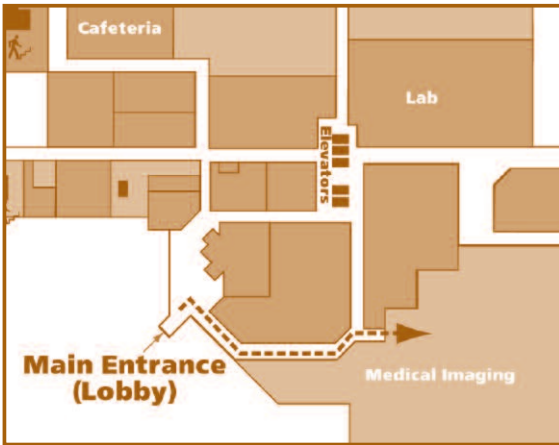 Cafeteria
Lab
Elevators
Main Entrance
(Lobby)
Medical Imaging